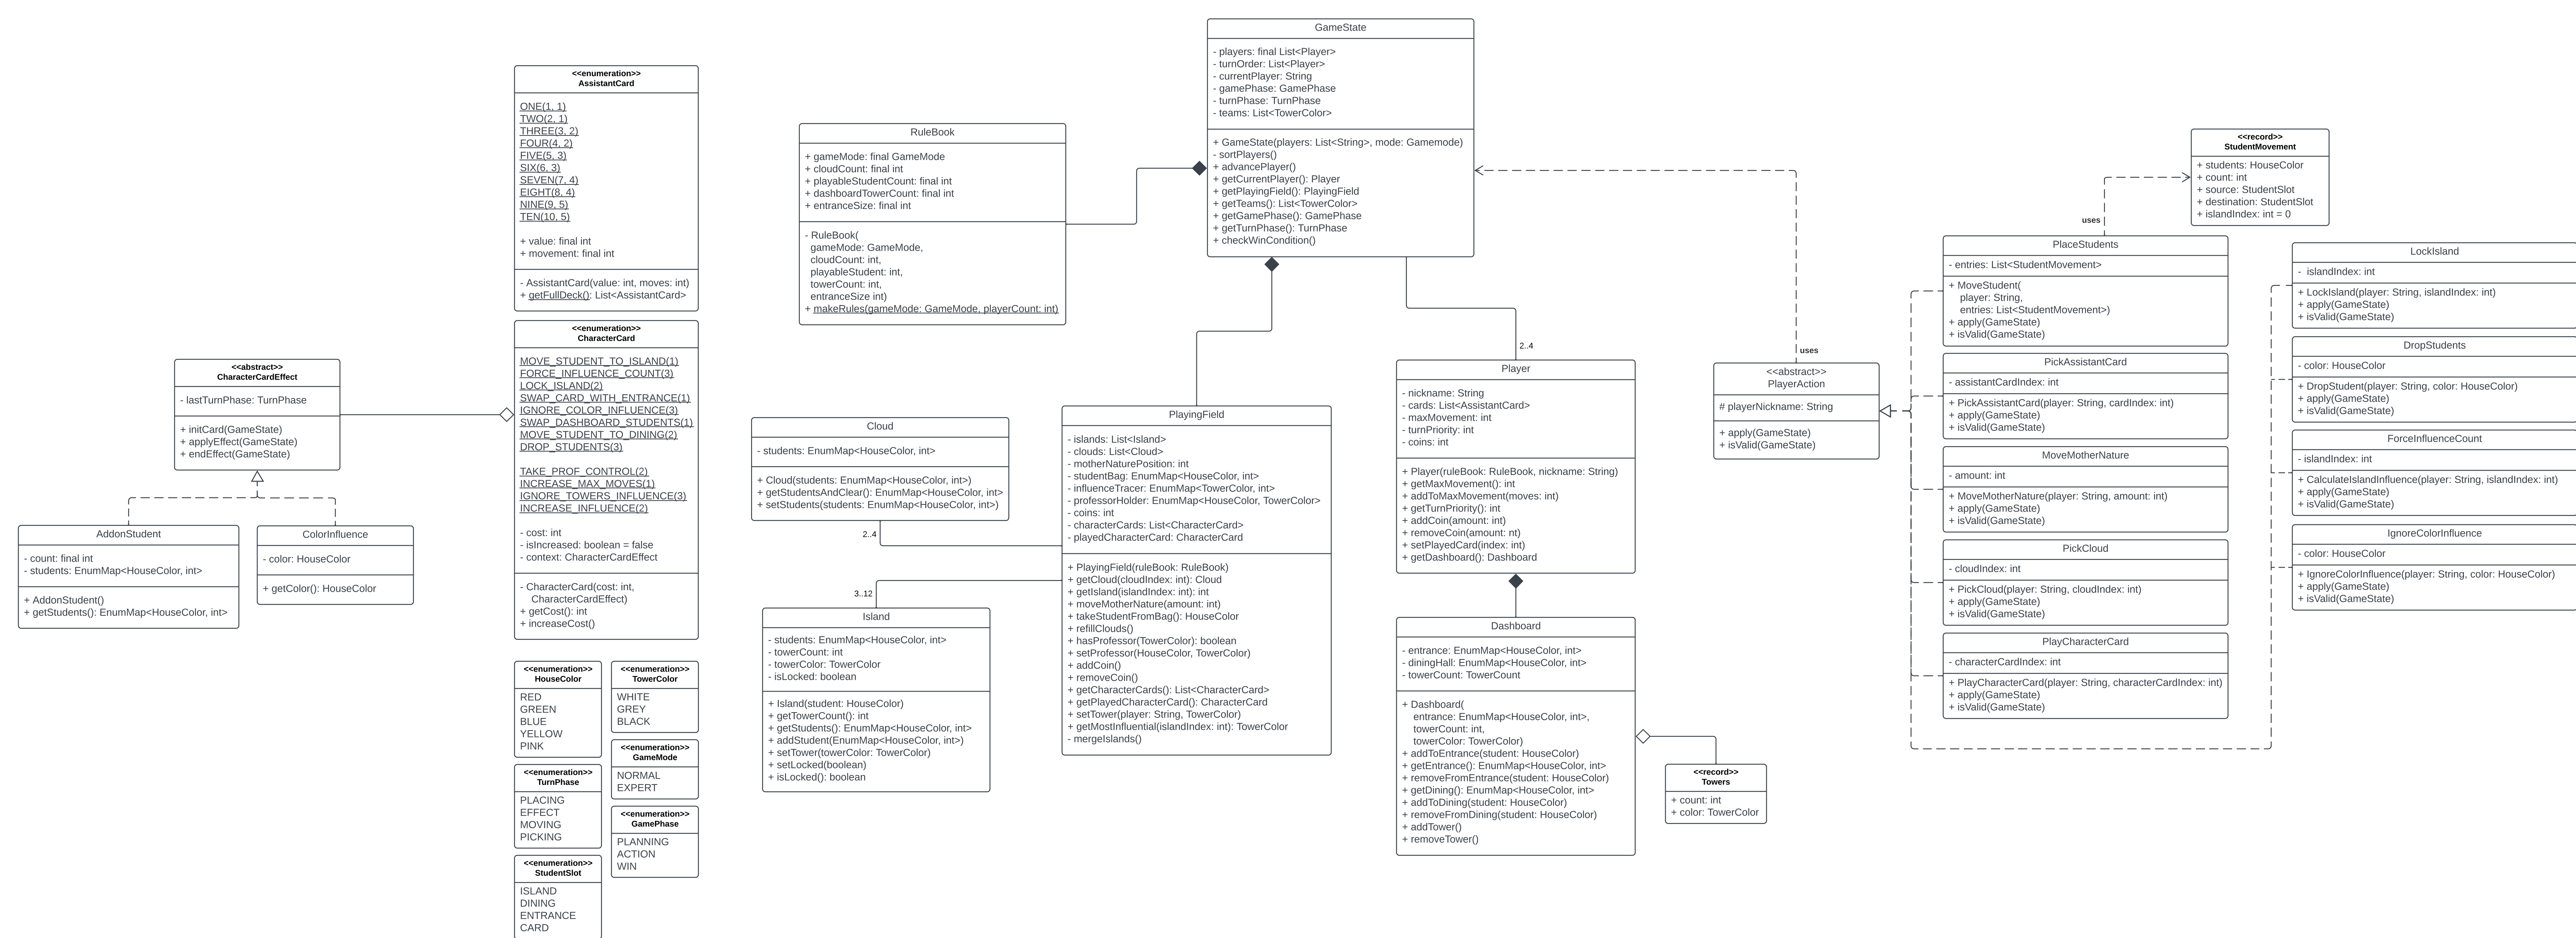 GameState
- players: final List<Player>
- turnOrder: List<Player>
- currentPlayer: String
- gamePhase: GamePhase
- turnPhase: TurnPhase
- teams: List<TowerColor>
+ GameState(players: List<String>, mode: Gamemode)
- sortPlayers()
+ advancePlayer()
+ getCurrentPlayer(): Player
+ getPlayingField(): PlayingField
+ getTeams(): List<TowerColor>
+ getGamePhase(): GamePhase
+ getTurnPhase(): TurnPhase
+ checkWinCondition()
<<enumeration>>
AssistantCard
ONE(1, 1)
TWO(2, 1)
THREE(3, 2)
FOUR(4, 2)
FIVE(5, 3)
SIX(6, 3)
SEVEN(7, 4)
EIGHT(8, 4)
NINE(9, 5)
TEN(10, 5)
+ value: final int
+ movement: final int
- AssistantCard(value: int, moves: int)
+ getFullDeck(): List<AssistantCard>
RuleBook
+ gameMode: final GameMode
+ cloudCount: final int
+ playableStudentCount: final int
+ dashboardTowerCount: final int
+ entranceSize: final int
- RuleBook(
gameMode: GameMode,
cloudCount: int,
playableStudent: int,
towerCount: int,
entranceSize int)
+ makeRules(gameMode: GameMode, playerCount: int)
<<enumeration>>
CharacterCard
MOVE_STUDENT_TO_ISLAND(1)
FORCE_INFLUENCE_COUNT(3)
LOCK_ISLAND(2)
SWAP_CARD_WITH_ENTRANCE(1)
IGNORE_COLOR_INFLUENCE(3)
SWAP_DASHBOARD_STUDENTS(1)
MOVE_STUDENT_TO_DINING(2)
DROP_STUDENTS(3)
TAKE_PROF_CONTROL(2)
INCREASE_MAX_MOVES(1)
IGNORE_TOWERS_INFLUENCE(3)
INCREASE_INFLUENCE(2)
- cost: int
- isIncreased: boolean = false
- context: CharacterCardEffect
- CharacterCard(cost: int,
CharacterCardEffect)
+ getCost(): int
+ increaseCost()
<<abstract>>
CharacterCardEffect
- lastTurnPhase: TurnPhase
+ initCard(GameState)
+ applyEffect(GameState)
+ endEffect(GameState)
AddonStudent
- count: final int
- students: EnumMap<HouseColor, int>
+ AddonStudent()
+ getStudents(): EnumMap<HouseColor, int>
ColorInfluence
- color: HouseColor
+ getColor(): HouseColor
<<enumeration>>
HouseColor
RED
GREEN
BLUE
YELLOW
PINK
<<enumeration>>
TowerColor
WHITE
GREY
BLACK
<<enumeration>>
GameMode
NORMAL
EXPERT
<<enumeration>>
TurnPhase
PLACING
EFFECT
MOVING
PICKING
<<enumeration>>
GamePhase
PLANNING
ACTION
WIN
<<enumeration>>
StudentSlot
ISLAND
DINING
ENTRANCE
CARD
Cloud
- students: EnumMap<HouseColor, int>
+ Cloud(students: EnumMap<HouseColor, int>)
+ getStudentsAndClear(): EnumMap<HouseColor, int>
+ setStudents(students: EnumMap<HouseColor, int>)
2..4
3..12
Island
- students: EnumMap<HouseColor, int>
- towerCount: int
- towerColor: TowerColor
- isLocked: boolean
+ Island(student: HouseColor)
+ getTowerCount(): int
+ getStudents(): EnumMap<HouseColor, int>
+ addStudent(EnumMap<HouseColor, int>)
+ setTower(towerColor: TowerColor)
+ setLocked(boolean)
+ isLocked(): boolean
PlayingField
- islands: List<Island>
- clouds: List<Cloud>
- motherNaturePosition: int
- studentBag: EnumMap<HouseColor, int>
- influenceTracer: EnumMap<TowerColor, int>
- professorHolder: EnumMap<HouseColor, TowerColor>
- coins: int
- characterCards: List<CharacterCard>
- playedCharacterCard: CharacterCard
+ PlayingField(ruleBook: RuleBook)
+ getCloud(cloudIndex: int): Cloud
+ getIsland(islandIndex: int): int
+ moveMotherNature(amount: int)
+ takeStudentFromBag(): HouseColor
+ refillClouds()
+ hasProfessor(TowerColor): boolean
+ setProfessor(HouseColor, TowerColor)
+ addCoin()
+ removeCoin()
+ getCharacterCards(): List<CharacterCard>
+ getPlayedCharacterCard(): CharacterCard
+ setTower(player: String, TowerColor)
+ getMostInfluential(islandIndex: int): TowerColor
- mergeIslands()
2..4
Player
- nickname: String
- cards: List<AssistantCard>
- maxMovement: int
- turnPriority: int
- coins: int
+ Player(ruleBook: RuleBook, nickname: String)
+ getMaxMovement(): int
+ addToMaxMovement(moves: int)
+ getTurnPriority(): int
+ addCoin(amount: int)
+ removeCoin(amount: nt)
+ setPlayedCard(index: int)
+ getDashboard(): Dashboard
Dashboard
- entrance: EnumMap<HouseColor, int>
- diningHall: EnumMap<HouseColor, int>
- towerCount: TowerCount
+ Dashboard(
entrance: EnumMap<HouseColor, int>,
towerCount: int,
towerColor: TowerColor)
+ addToEntrance(student: HouseColor)
+ getEntrance(): EnumMap<HouseColor, int>
+ removeFromEntrance(student: HouseColor)
+ getDining(): EnumMap<HouseColor, int>
+ addToDining(student: HouseColor)
+ removeFromDining(student: HouseColor)
+ addTower()
+ removeTower()
<<record>>
Towers
+ count: int
+ color: TowerColor
uses
<<abstract>>
PlayerAction
# playerNickname: String
+ apply(GameState)
+ isValid(GameState)
<<record>>
StudentMovement
+ students: HouseColor
+ count: int
+ source: StudentSlot
+ destination: StudentSlot
+ islandIndex: int = 0
uses
PlaceStudents
- entries: List<StudentMovement>
+ MoveStudent(
player: String,
entries: List<StudentMovement>)
+ apply(GameState)
+ isValid(GameState)
PickAssistantCard
- assistantCardIndex: int
+ PickAssistantCard(player: String, cardIndex: int)
+ apply(GameState)
+ isValid(GameState)
MoveMotherNature
- amount: int
+ MoveMotherNature(player: String, amount: int)
+ apply(GameState)
+ isValid(GameState)
PickCloud
- cloudIndex: int
+ PickCloud(player: String, cloudIndex: int)
+ apply(GameState)
+ isValid(GameState)
PlayCharacterCard
- characterCardIndex: int
+ PlayCharacterCard(player: String, characterCardIndex: int)
+ apply(GameState)
+ isValid(GameState)
LockIsland
- islandIndex: int
+ LockIsland(player: String, islandIndex: int)
+ apply(GameState)
+ isValid(GameState)
DropStudents
- color: HouseColor
+ DropStudent(player: String, color: HouseColor)
+ apply(GameState)
+ isValid(GameState)
ForceInfluenceCount
- islandIndex: int
+ CalculateIslandInfluence(player: String, islandIndex: int)
+ apply(GameState)
+ isValid(GameState)
IgnoreColorInfluence
- color: HouseColor
+ IgnoreColorInfluence(player: String, color: HouseColor)
+ apply(GameState)
+ isValid(GameState)